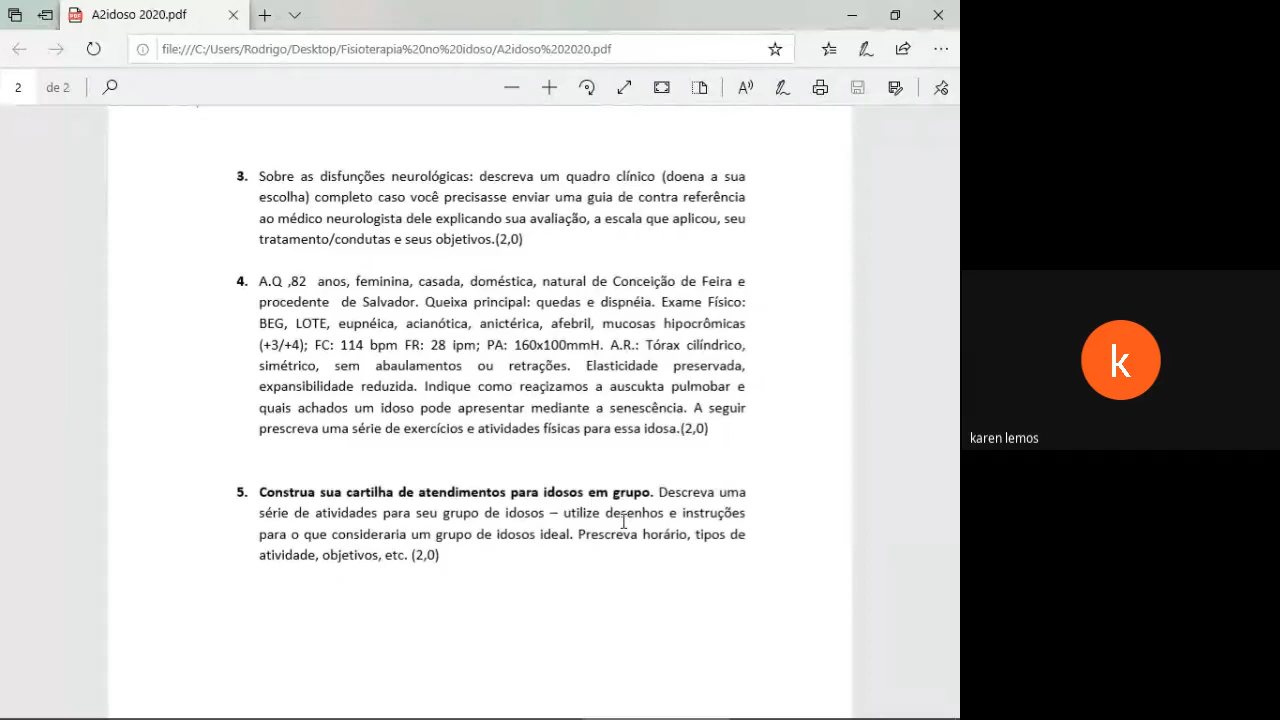 A2idoso 2020.pdf
file:///C:/Users/Rodrigo/Desktop/Fisioterapia%20no%20idoso/A2idoso%202020.pdf
2 de 2
3. Sobre as disfunções neurológicas: descreva um quadro clínico (doena a sua
escolha) completo caso você precisasse enviar uma guia de contra referência
ao médico neurologista dele explicando sua avaliação, a escala que aplicou, seu
tratamento/condutas e seus objetivos.(2,0)
4. A.Q ,82 anos, feminina, casada, doméstica, natural de Conceição de Feira e
procedente de Salvador. Queixa principal: quedas e dispnéia. Exame Físico:
BEG, LOTE, eupnéica, acianótica, anictérica, afebril, mucosas hipocrômicas
(+3/+4); FC: 114 bpm FR: 28 ipm; PA: 160x100mmH. A.R.: Tórax cilíndrico,
simétrico, sem abaulamentos ou retrações. Elasticidade preservada,
expansibilidade reduzida. Indique como reaçizamos a auscukta pulmobar e
quais achados um idoso pode apresentar mediante a senescência. A seguir
prescreva uma série de exercícios e atividades físicas para essa idosa.(2,0)
5. Construa sua cartilha de atendimentos para idosos em grupo. Descreva uma
série de atividades para seu grupo de idosos – utilize desenhos e instruções
para o que consideraria um grupo de idosos ideal. Prescreva horário, tipos de
atividade, objetivos, etc. (2,0)
k
karen lemos